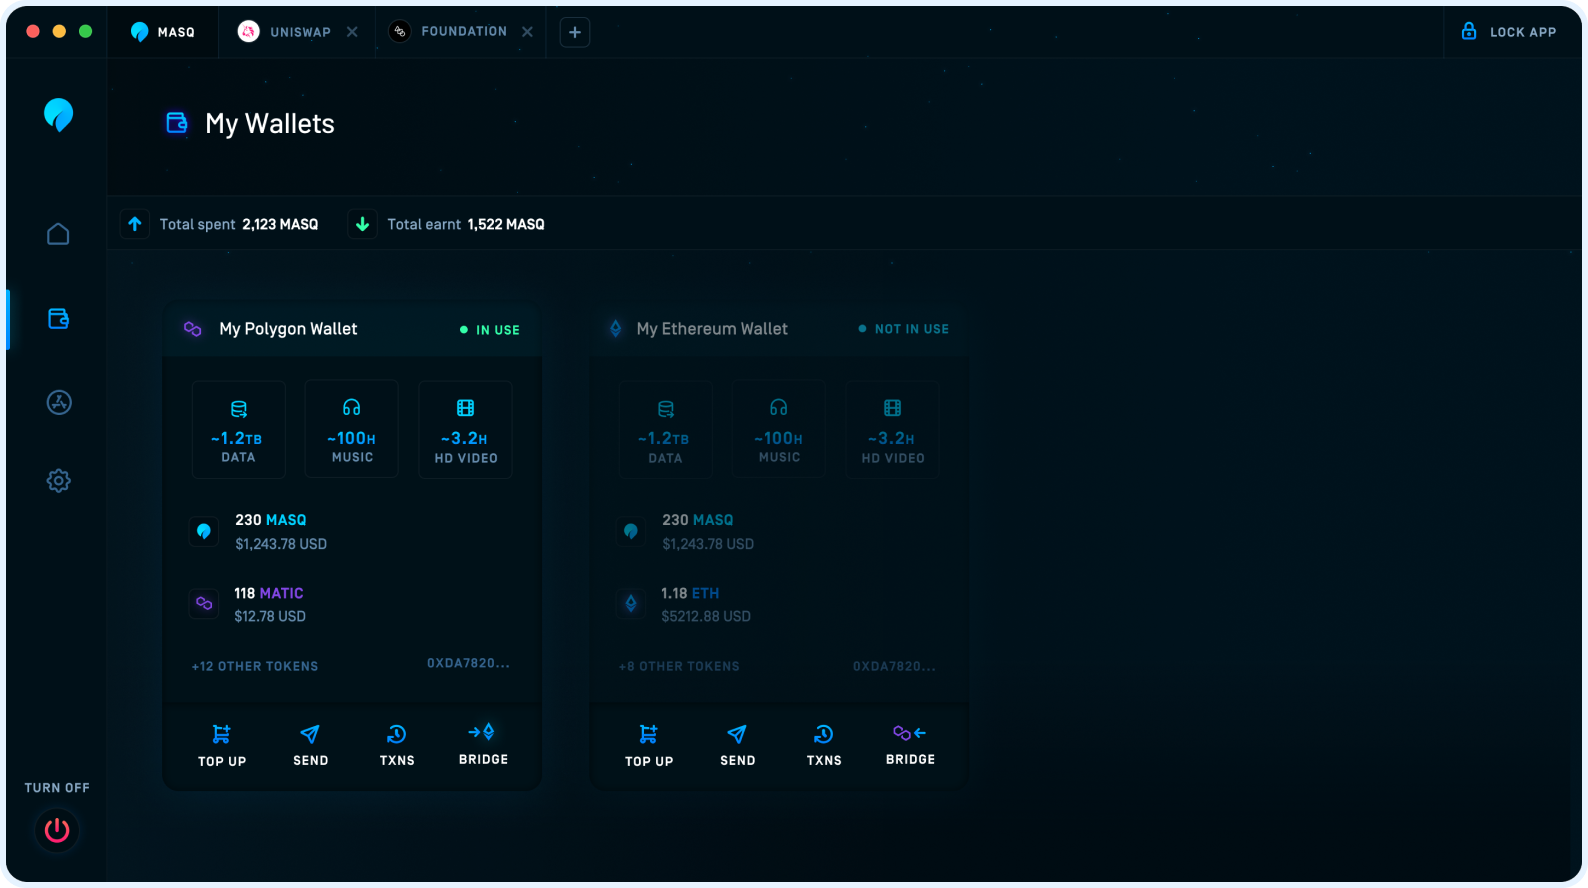 MASQ
UNISWAP
FOUNDATION
LOCK APP
My Wallets
Total spent 2,123 MASQ
Total earnt 1,522 MASQ
My Polygon Wallet
IN USE
~1.2TB
DATA
~100H
MUSIC
~3.2H
HD VIDEO
230 MASQ
$1,243.78 USD
118 MATIC
$12.78 USD
+12 OTHER TOKENS
0XDA7820...
TOP UP
SEND
TXNS
BRIDGE
My Ethereum Wallet
NOT IN USE
~1.2TB
DATA
~100H
MUSIC
~3.2H
HD VIDEO
230 MASQ
$1,243.78 USD
1.18 ETH
$5212.88 USD
+8 OTHER TOKENS
0XDA7820...
TOP UP
SEND
TXNS
BRIDGE
TURN OFF